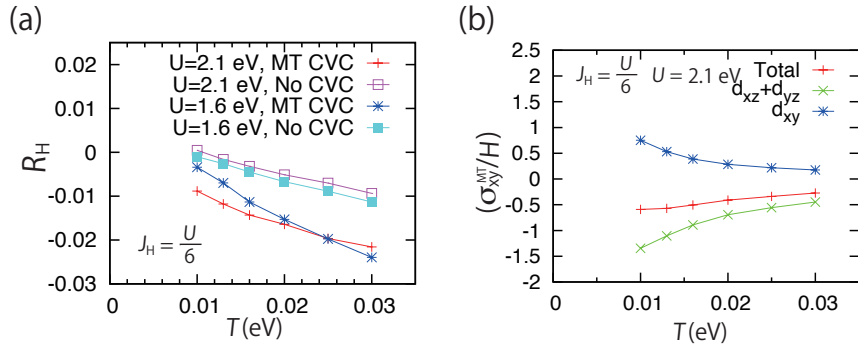 (a)
0.02
0.01
0
-0.01
-0.02
-0.03
R_H
U=2.1 eV, MT CVC
U=2.1 eV, No CVC
U=1.6 eV, MT CVC
U=1.6 eV, No CVC
J_H = U/6
0 0.01 0.02 0.03
T(eV)
(b)
2.5
2
1.5
1
0.5
0
-0.5
-1
-1.5
-2
(σ_xy^MT/H)
J_H = U/6 U = 2.1 eV
Total
d_xz+d_yz
d_xy
0 0.01 0.02 0.03
T(eV)